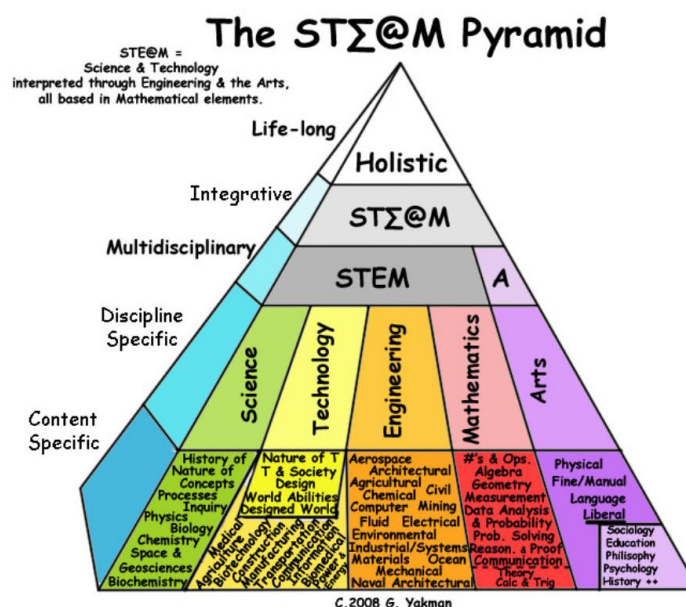 The ST∑@M Pyramid
STE@M =
Science & Technology
interpreted through Engineering & the Arts,
all based in Mathematical elements.
Life-long
Holistic
Integrative
ST∑@M
Multidisciplinary
STEM
A
Discipline
Specific
Science
Technology
Engineering
Mathematics
Arts
Content
Specific
History of
Nature of
Concepts
Processes
Inquiry
Physics
Biology
Chemistry
Space &
Geosciences
Biochemistry
Nature of T
T & Society
Design
World Abilities
Designed World
Medical
Agriculture
Biotechnology
Construction
Manufacturing
Transportation
Communication
Information
Biomedical
Power &
Energy
Aerospace
Architectural
Agricultural
Chemical Civil
Computer Mining
Fluid Electrical
Environmental
Industrial/Systems
Materials Ocean
Mechanical
Naval Architectural
#'s & Ops.
Algebra
Geometry
Measurement
Data Analysis
& Probability
Prob. Solving
Reason. & Proof
Communication
Theory
Calc & Trig
Physical
Fine/Manual
Language
Liberal
Sociology
Education
Philisophy
Psychology
History ++
C.2008 G. Yakman